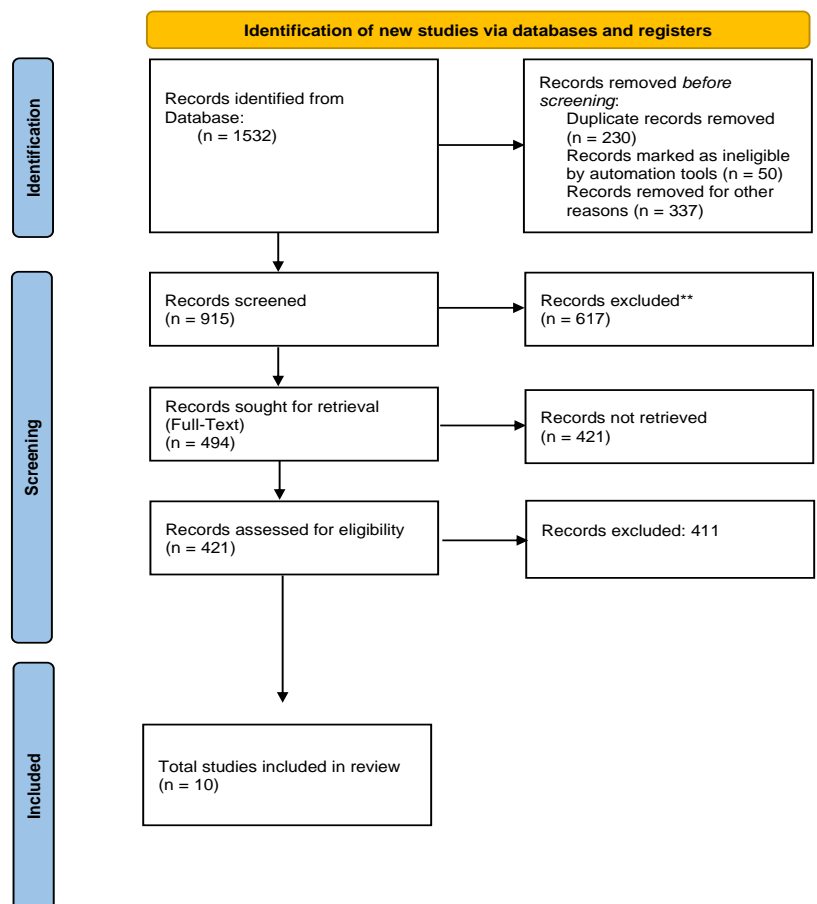 Identification of new studies via databases and registers
Identification
Records identified from
Database:
(n = 1532)
Records removed before
screening:
Duplicate records removed
(n = 230)
Records marked as ineligible
by automation tools (n = 50)
Records removed for other
reasons (n = 337)
Screening
Records screened
(n = 915)
Records excluded**
(n = 617)
Records sought for retrieval
(Full-Text)
(n = 494)
Records not retrieved
(n = 421)
Records assessed for eligibility
(n = 421)
Records excluded: 411
Included
Total studies included in review
(n = 10)